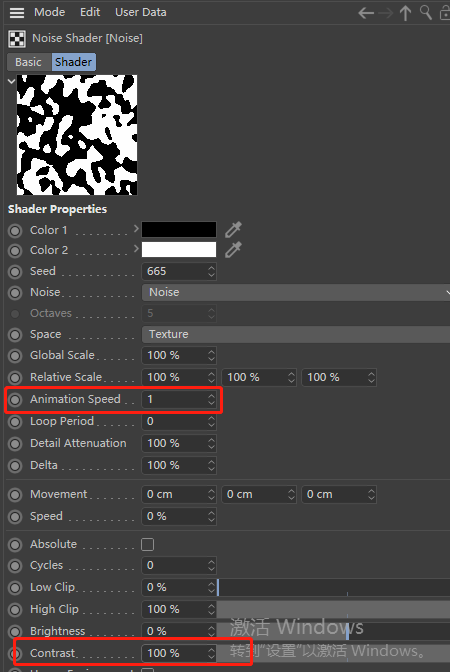 Mode Edit User Data
Noise Shader [Noise]
Basic Shader
Shader Properties
Color 1
Color 2
Seed 665
Noise Noise
Octaves 5
Space Texture
Global Scale 100 %
Relative Scale 100 % 100 % 100 %
Animation Speed 1
Loop Period 0
Detail Attenuation 100 %
Delta 100 %
Movement 0 cm 0 cm 0 cm
Speed 0 %
Absolute
Cycles 0
Low Clip 0 %
High Clip 100 %
Brightness 0 %
激活 Windows
Contrast 100 %
转到"设置"以激活 Windows。